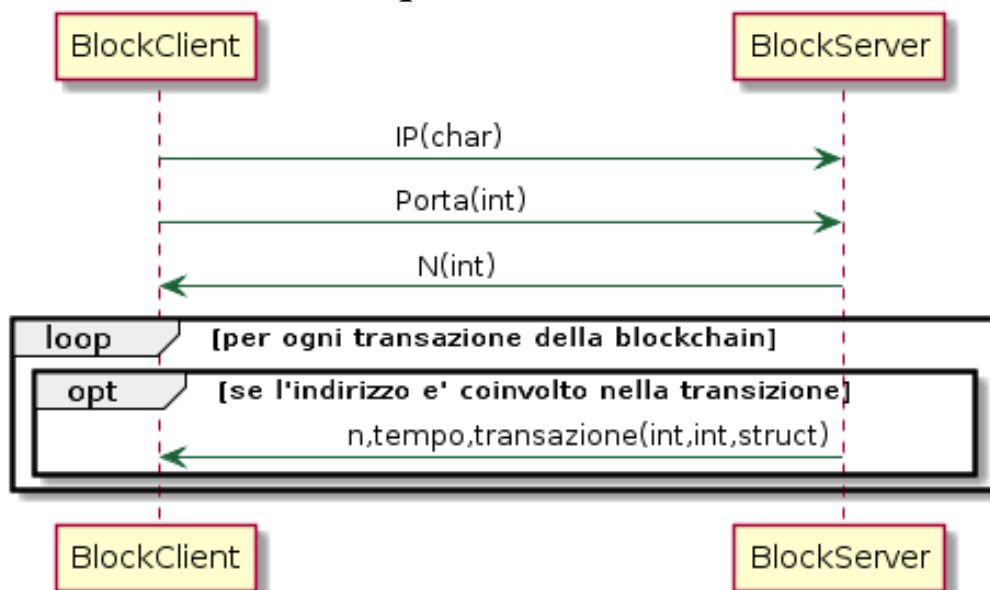 BlockClient
BlockServer
IP(char)
Porta(int)
N(int)
loop
[per ogni transazione della blockchain]
opt
[se l'indirizzo e' coinvolto nella transizione]
n,tempo,transazione(int,int,struct)
BlockClient
BlockServer